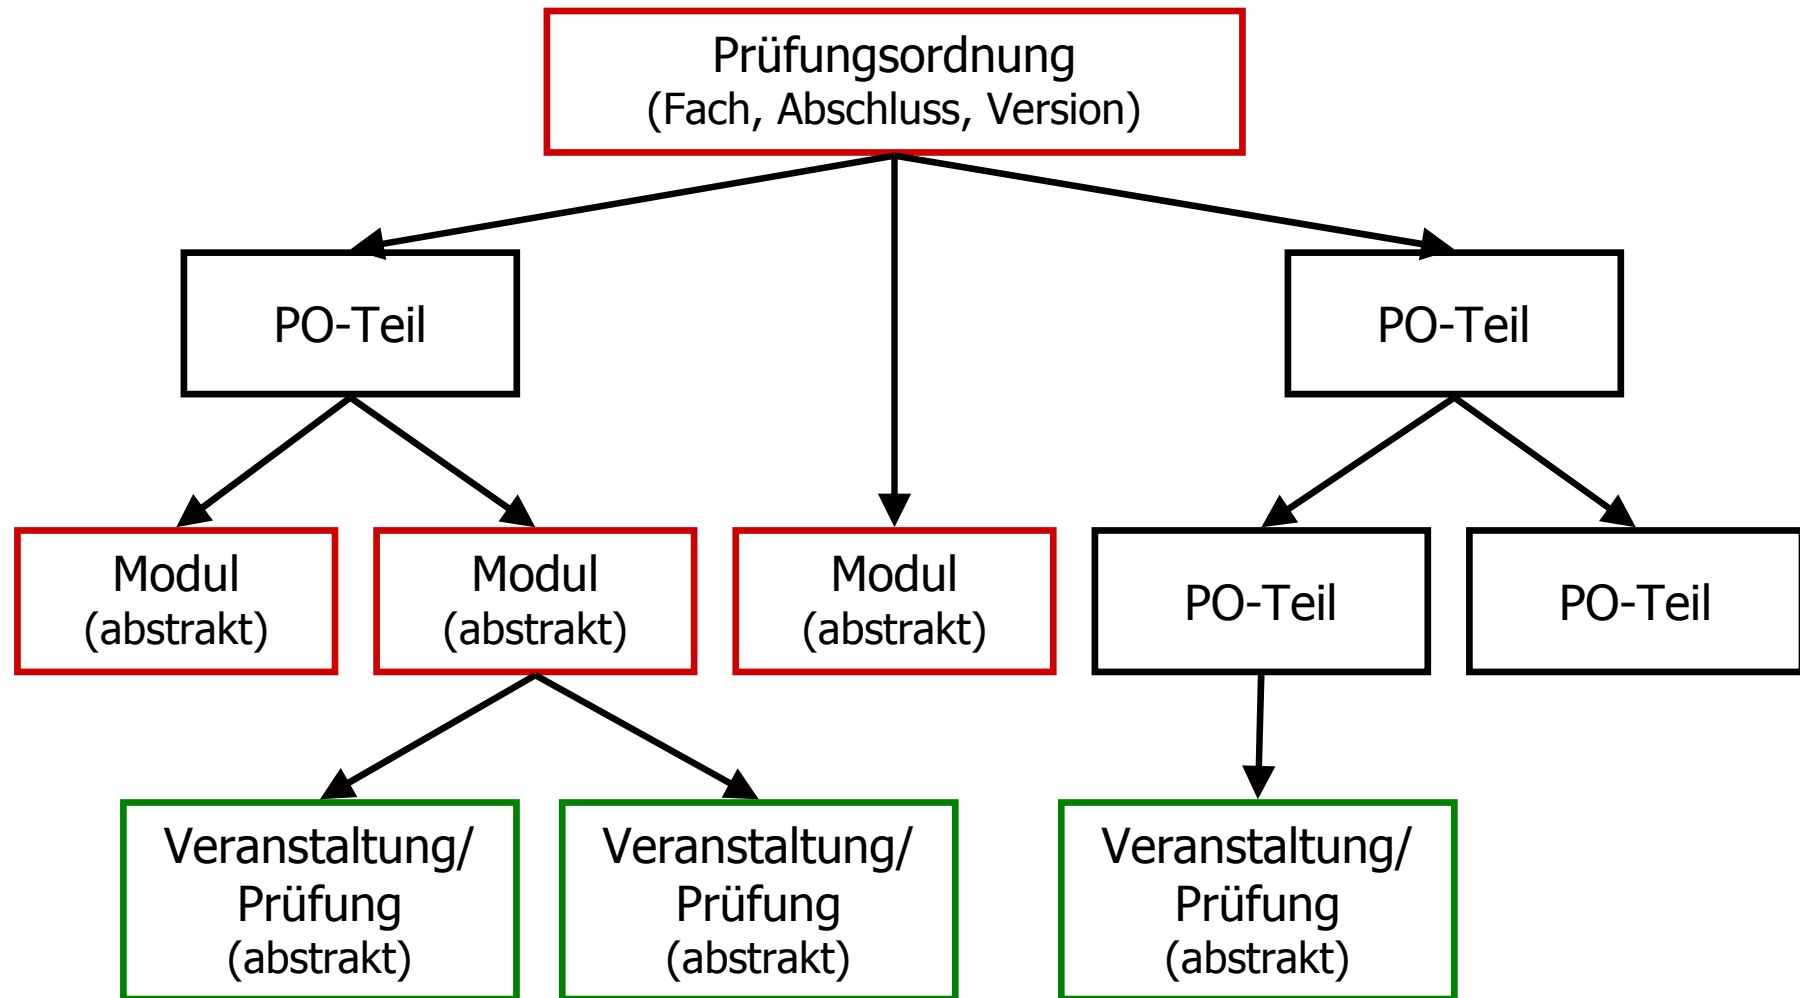 Prüfungsordnung
(Fach, Abschluss, Version)
PO-Teil
PO-Teil
Modul
(abstrakt)
Modul
(abstrakt)
Modul
(abstrakt)
PO-Teil
PO-Teil
Veranstaltung/
Prüfung
(abstrakt)
Veranstaltung/
Prüfung
(abstrakt)
Veranstaltung/
Prüfung
(abstrakt)